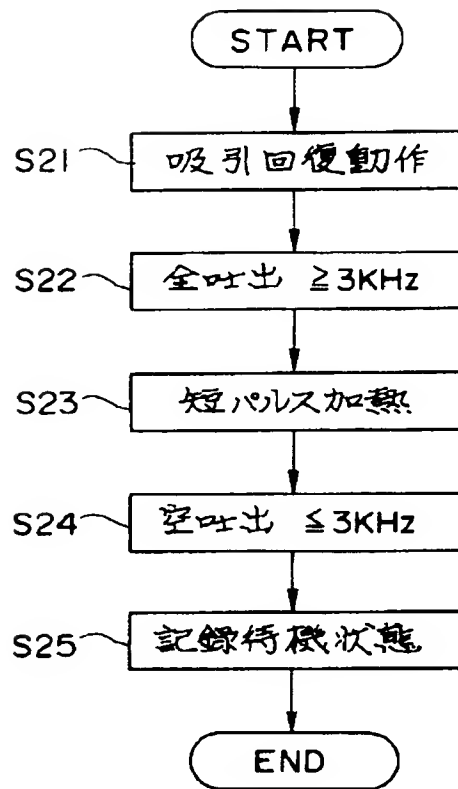 START
S21 吸引回復動作
S22 全吐出 ≧3KHz
S23 短パルス加熱
S24 空吐出 ≦3KHz
S25 記録待機状態
END